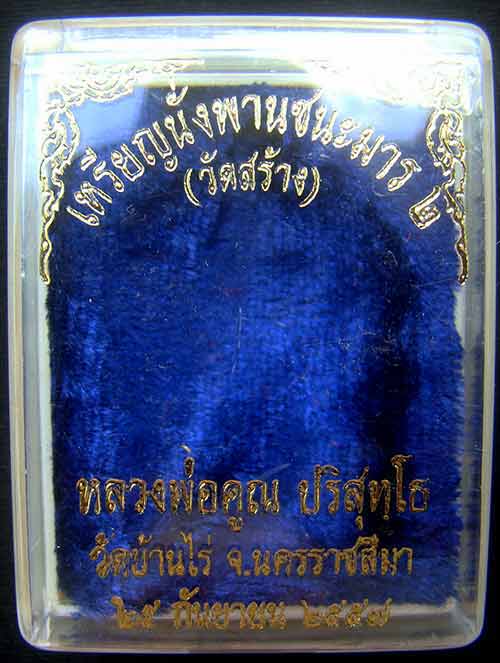 เหรียญนั่งพานชนะมาร ๒
(วัดสร้าง)
หลวงพ่อคูณ ปริสุทฺโธ
วัดบ้านไร่ จ.นครราชสีมา
๒๕ กันยายน ๒๕๕๗